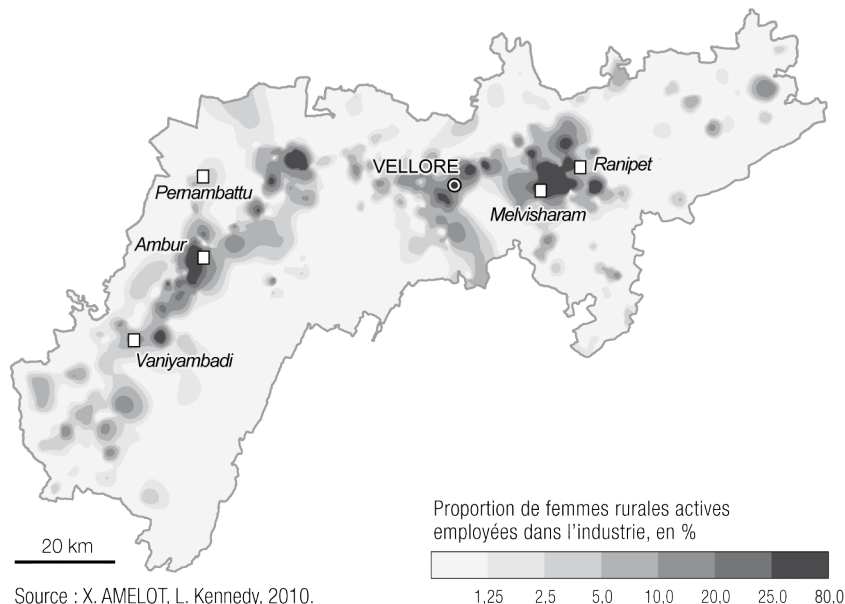 VELLORE
Ranipet
Pernambattu
Melvisharam
Ambur
Vaniyambadi
Proportion de femmes rurales actives
employées dans l'industrie, en %
20 km
1,25 2,5 5,0 10,0 20,0 25,0 80,0
Source : X. AMELOT, L. Kennedy, 2010.